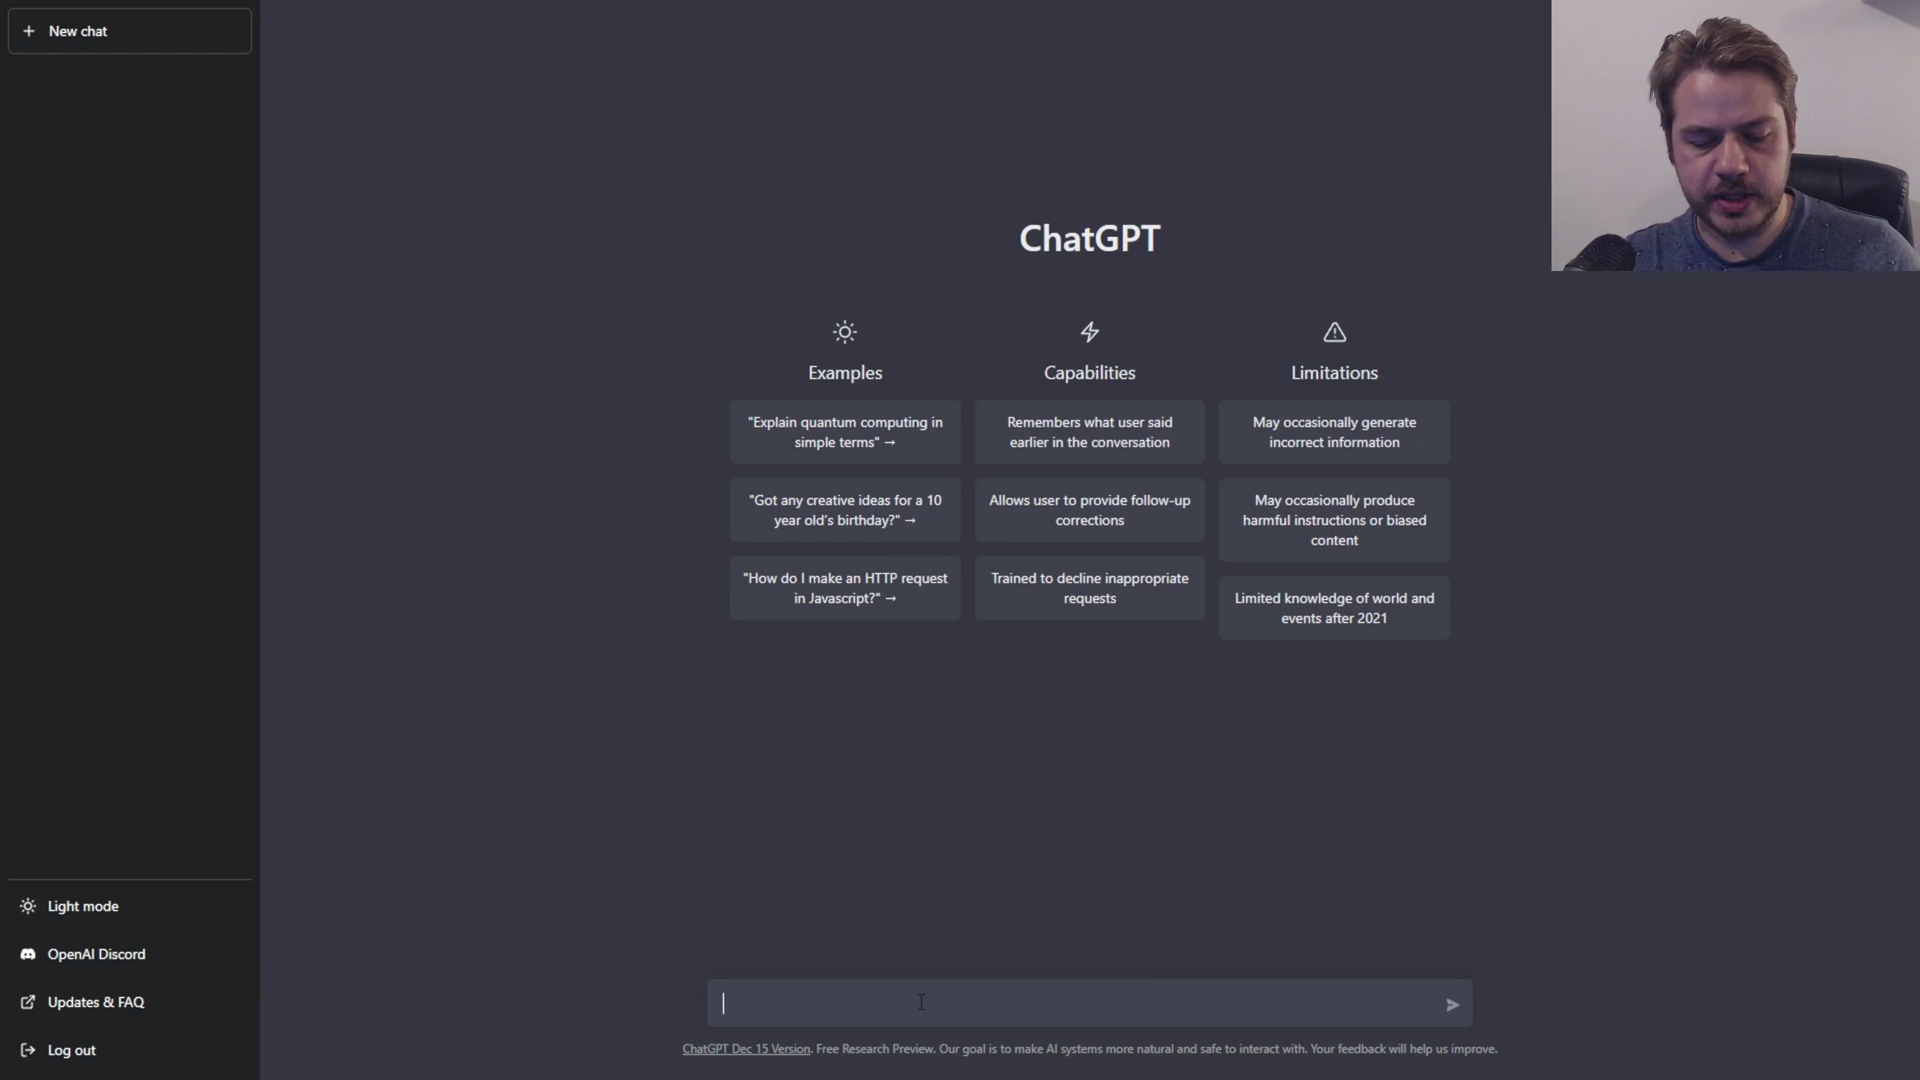 New chat
ChatGPT
Examples
"Explain quantum computing in
simple terms" →
"Got any creative ideas for a 10
year old's birthday?" →
"How do I make an HTTP request
in Javascript?" →
Capabilities
Remembers what user said
earlier in the conversation
Allows user to provide follow-up
corrections
Trained to decline inappropriate
requests
Limitations
May occasionally generate
incorrect information
May occasionally produce
harmful instructions or biased
content
Limited knowledge of world and
events after 2021
Light mode
OpenAI Discord
Updates & FAQ
Log out
ChatGPT Dec 15 Version. Free Research Preview. Our goal is to make AI systems more natural and safe to interact with. Your feedback will help us improve.